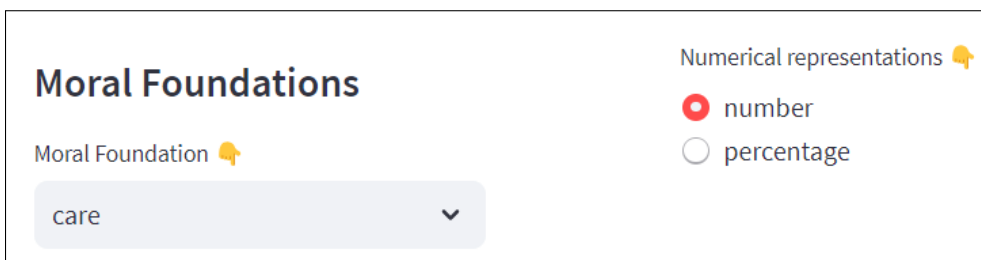 Moral Foundations
Moral Foundation 👇
care
Numerical representations 👇
number
percentage